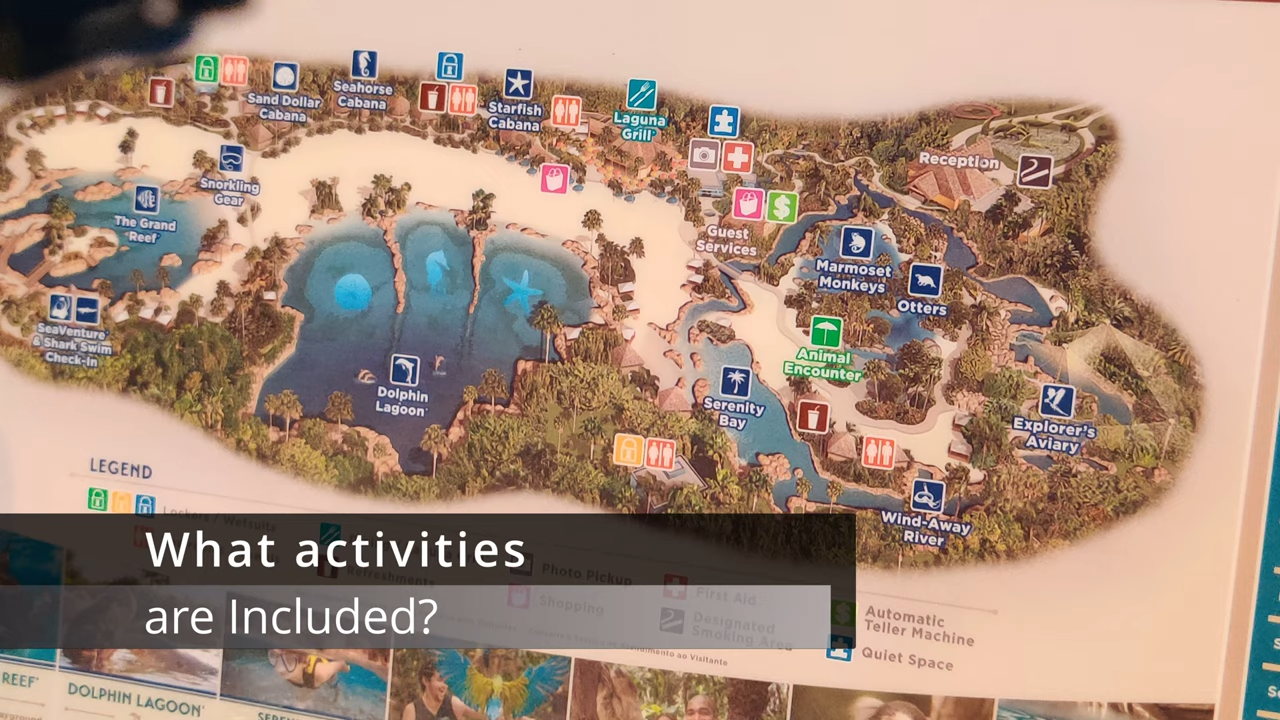 Sand Dollar
Cabana
Seahorse
Cabana
Starfish
Cabana
Laguna
Grill
Reception
Snorkling
Gear
The Grand
Reef
Guest
Services
Marmoset
Monkeys
Otters
SeaVenture
& Shark Swim
Check-In
Animal
Encounter
Dolphin
Lagoon
Serenity
Bay
Explorer's
Aviary
Wind-Away
River
LEGEND
Lockers / Wetsuits
Refreshments
Photo Pickup
Shopping
First Aid
Designated
Smoking Area
Automatic
Teller Machine
Quiet Space
What activities
are Included?
REEF
DOLPHIN LAGOON